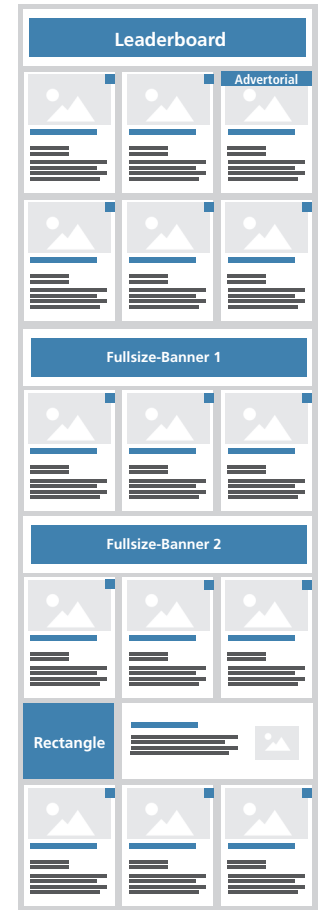 Leaderboard
Advertorial
Fullsize-Banner 1
Fullsize-Banner 2
Rectangle